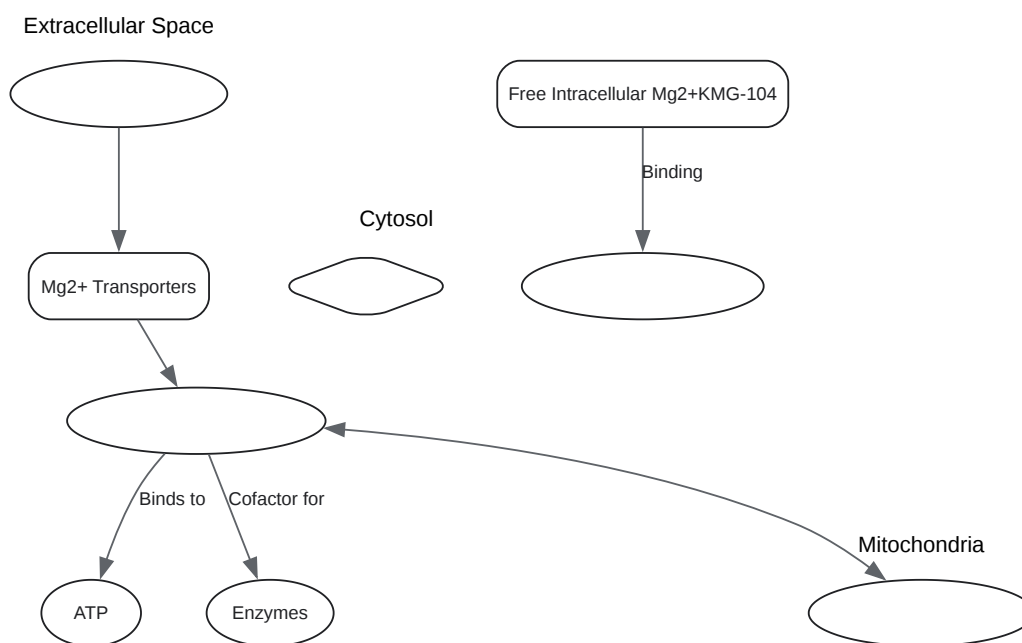 Extracellular Space
Free Intracellular Mg2+KMG-104
Binding
Cytosol
Mg2+ Transporters
Binds to
Cofactor for
Mitochondria
ATP
Enzymes